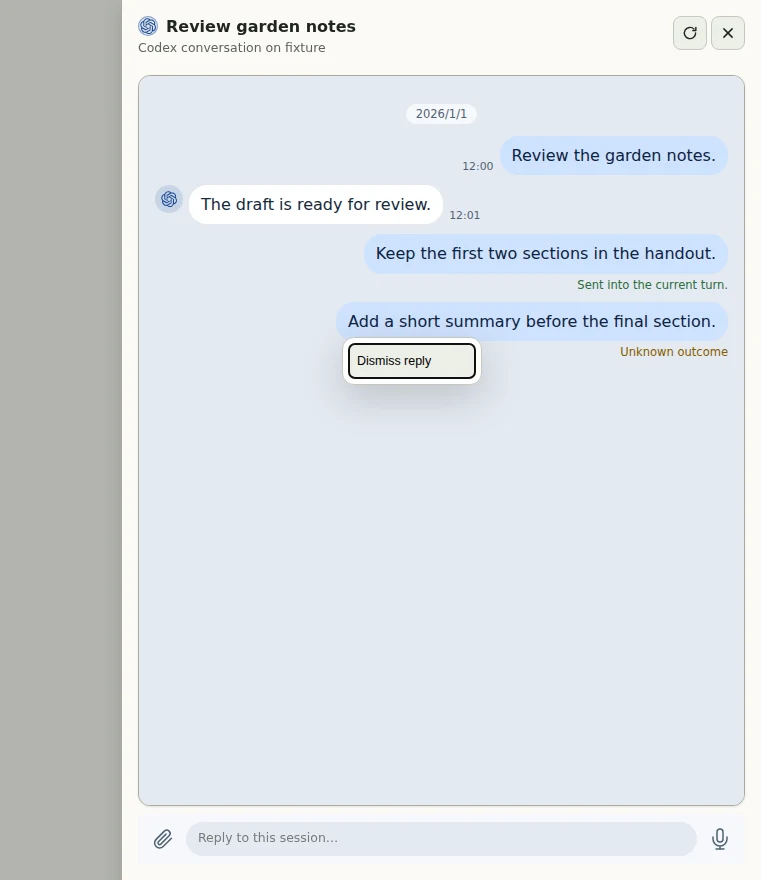 Review garden notes
Codex conversation on fixture
2026/1/1
12:00
Review the garden notes.
The draft is ready for review.
12:01
Keep the first two sections in the handout.
Sent into the current turn.
Add a short summary before the final section.
Unknown outcome
Dismiss reply
Reply to this session...